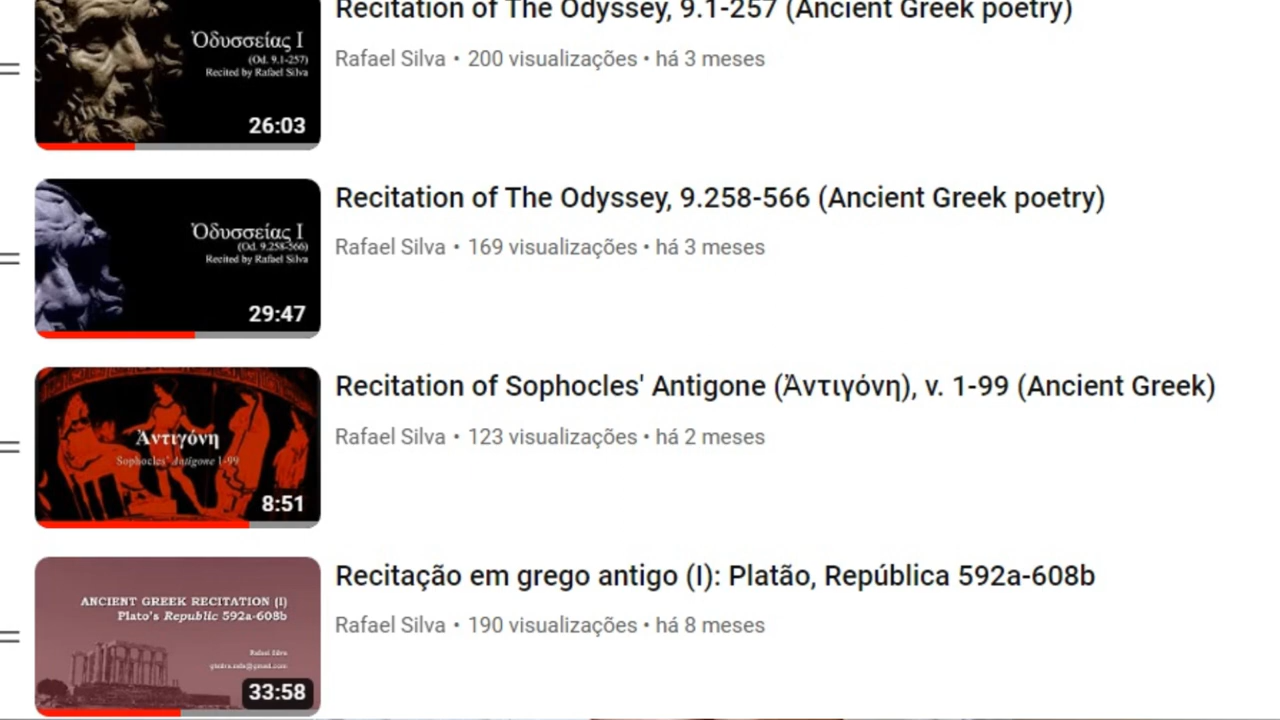 Recitation of The Odyssey, 9.1-257 (Ancient Greek poetry)
Ὀδυσσείας Ι
(Od. 9.1-257)
Recited by Rafael Silva
26:03
Rafael Silva • 200 visualizações • há 3 meses
Recitation of The Odyssey, 9.258-566 (Ancient Greek poetry)
Ὀδυσσείας Ι
(Od. 9.258-566)
Recited by Rafael Silva
29:47
Rafael Silva • 169 visualizações • há 3 meses
Recitation of Sophocles' Antigone (Ἀντιγόνη), v. 1-99 (Ancient Greek)
Ἀντιγόνη
Sophocles' Antigone 1-99
8:51
Rafael Silva • 123 visualizações • há 2 meses
Recitação em grego antigo (I): Platão, República 592a-608b
ANCIENT GREEK RECITATION (I)
Plato's Republic 592a-608b
Rafael Silva
33:58
Rafael Silva • 190 visualizações • há 8 meses